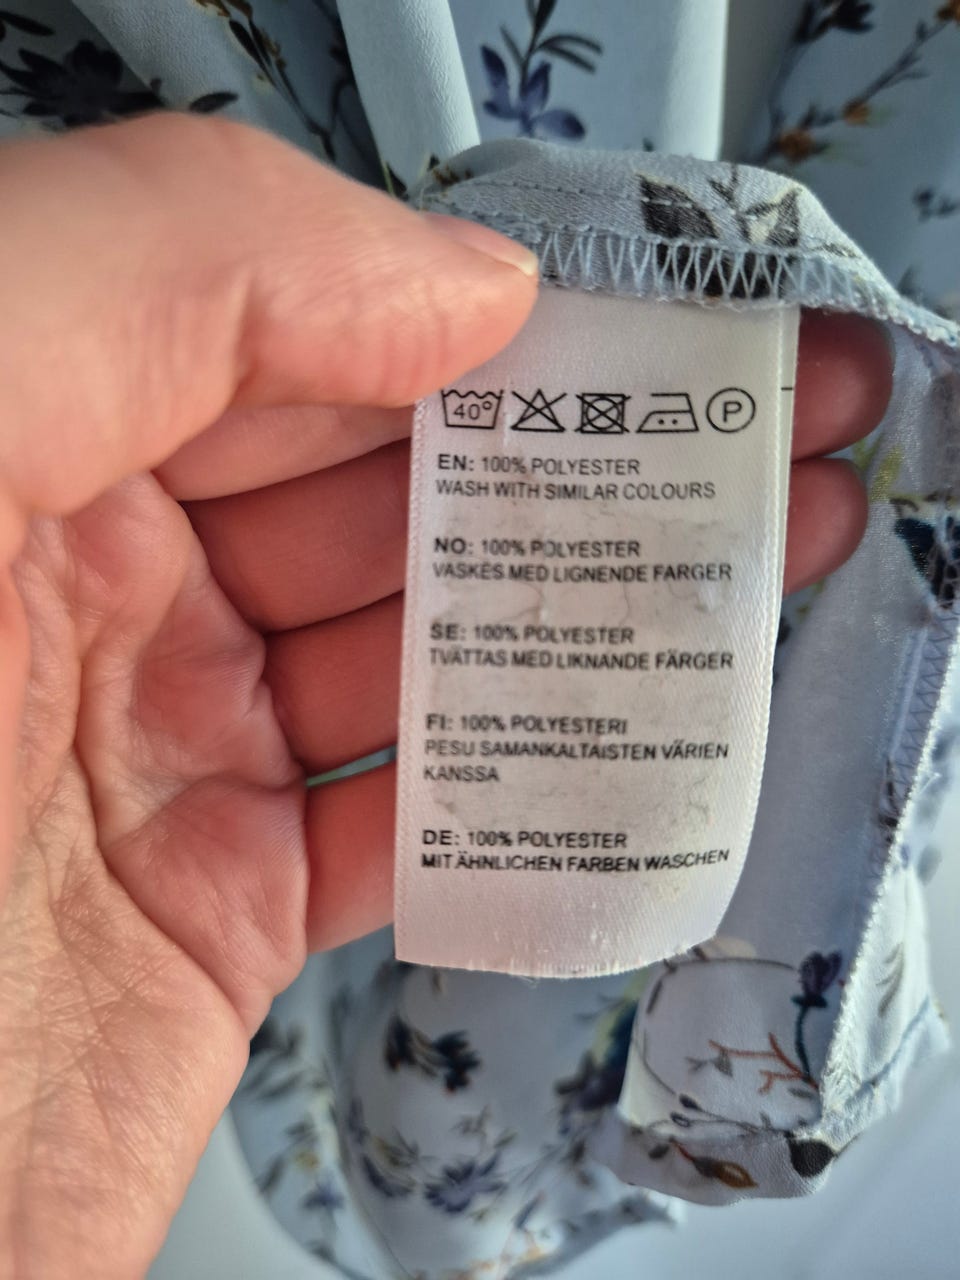 40° P
EN: 100% POLYESTER
WASH WITH SIMILAR COLOURS
NO: 100% POLYESTER
VASKES MED LIGNENDE FARGER
SE: 100% POLYESTER
TVÄTTAS MED LIKNANDE FÄRGER
FI: 100% POLYESTERI
PESU SAMANKALTAISTEN VÄRIEN
KANSSA
DE: 100% POLYESTER
MIT ÄHNLICHEN FARBEN WASCHEN